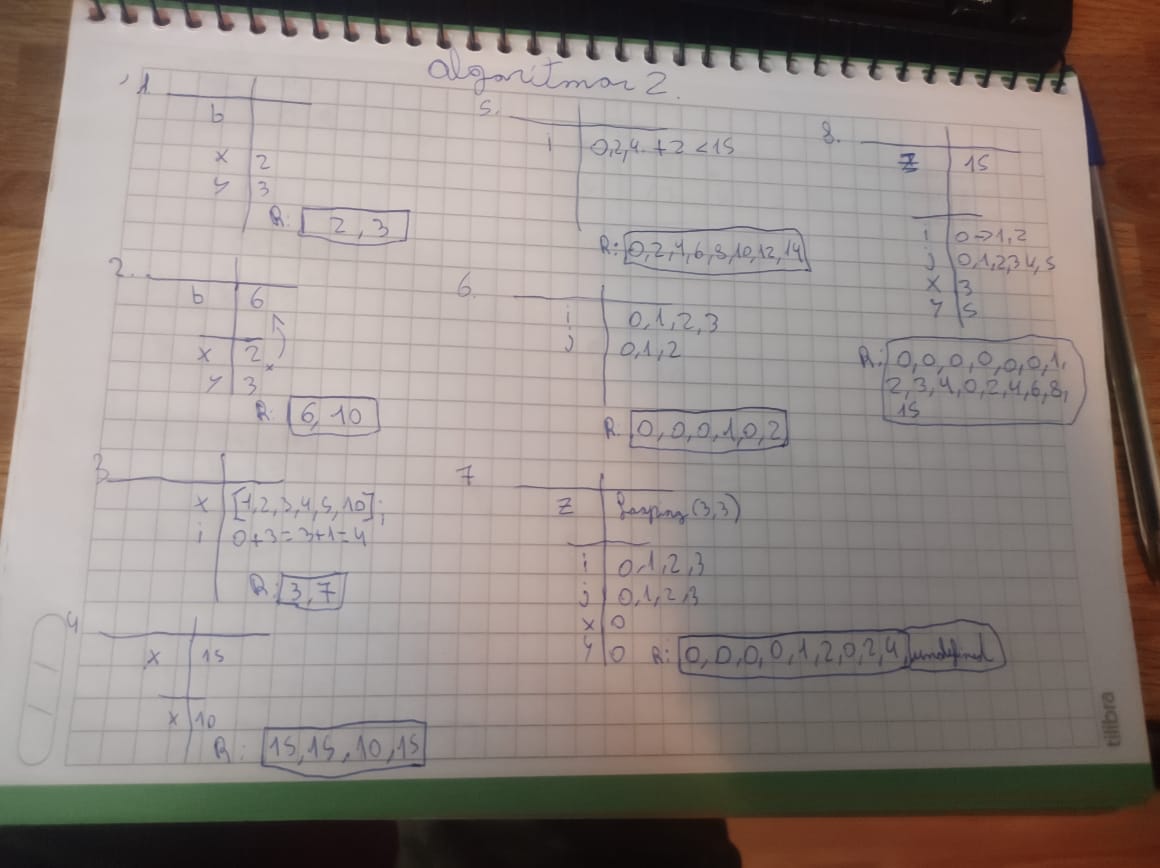 algoritmos 2.
1.
b
x 2
y 3
R: 2, 3
2.
b 6
x 2
y 3
R: 6, 10
3.
x [1,2,3,4,5,10];
i 0+3=3+1=4
R: 3, 7
4
x 15
x 10
R: 15, 15, 10, 15
5.
i 0,2,4. +2 <15
R: 0,2,4,6,8,10,12,14
6.
i 0,1,2,3
j 0,1,2
R. 0,0,0,1,0,2
7
z looping (3,3)
i 0,1,2,3
j 0,1,2,3
x 0
y 0
R: 0,0,0,0,1,2,0,2,4, undefined
8.
z 15
i 0→1,2
j 0,1,2,3 4,5
x 3
y 5
R: 0,0,0,0,0,0,1,
2,3,4,0,2,4,6,8,
15
tilibra